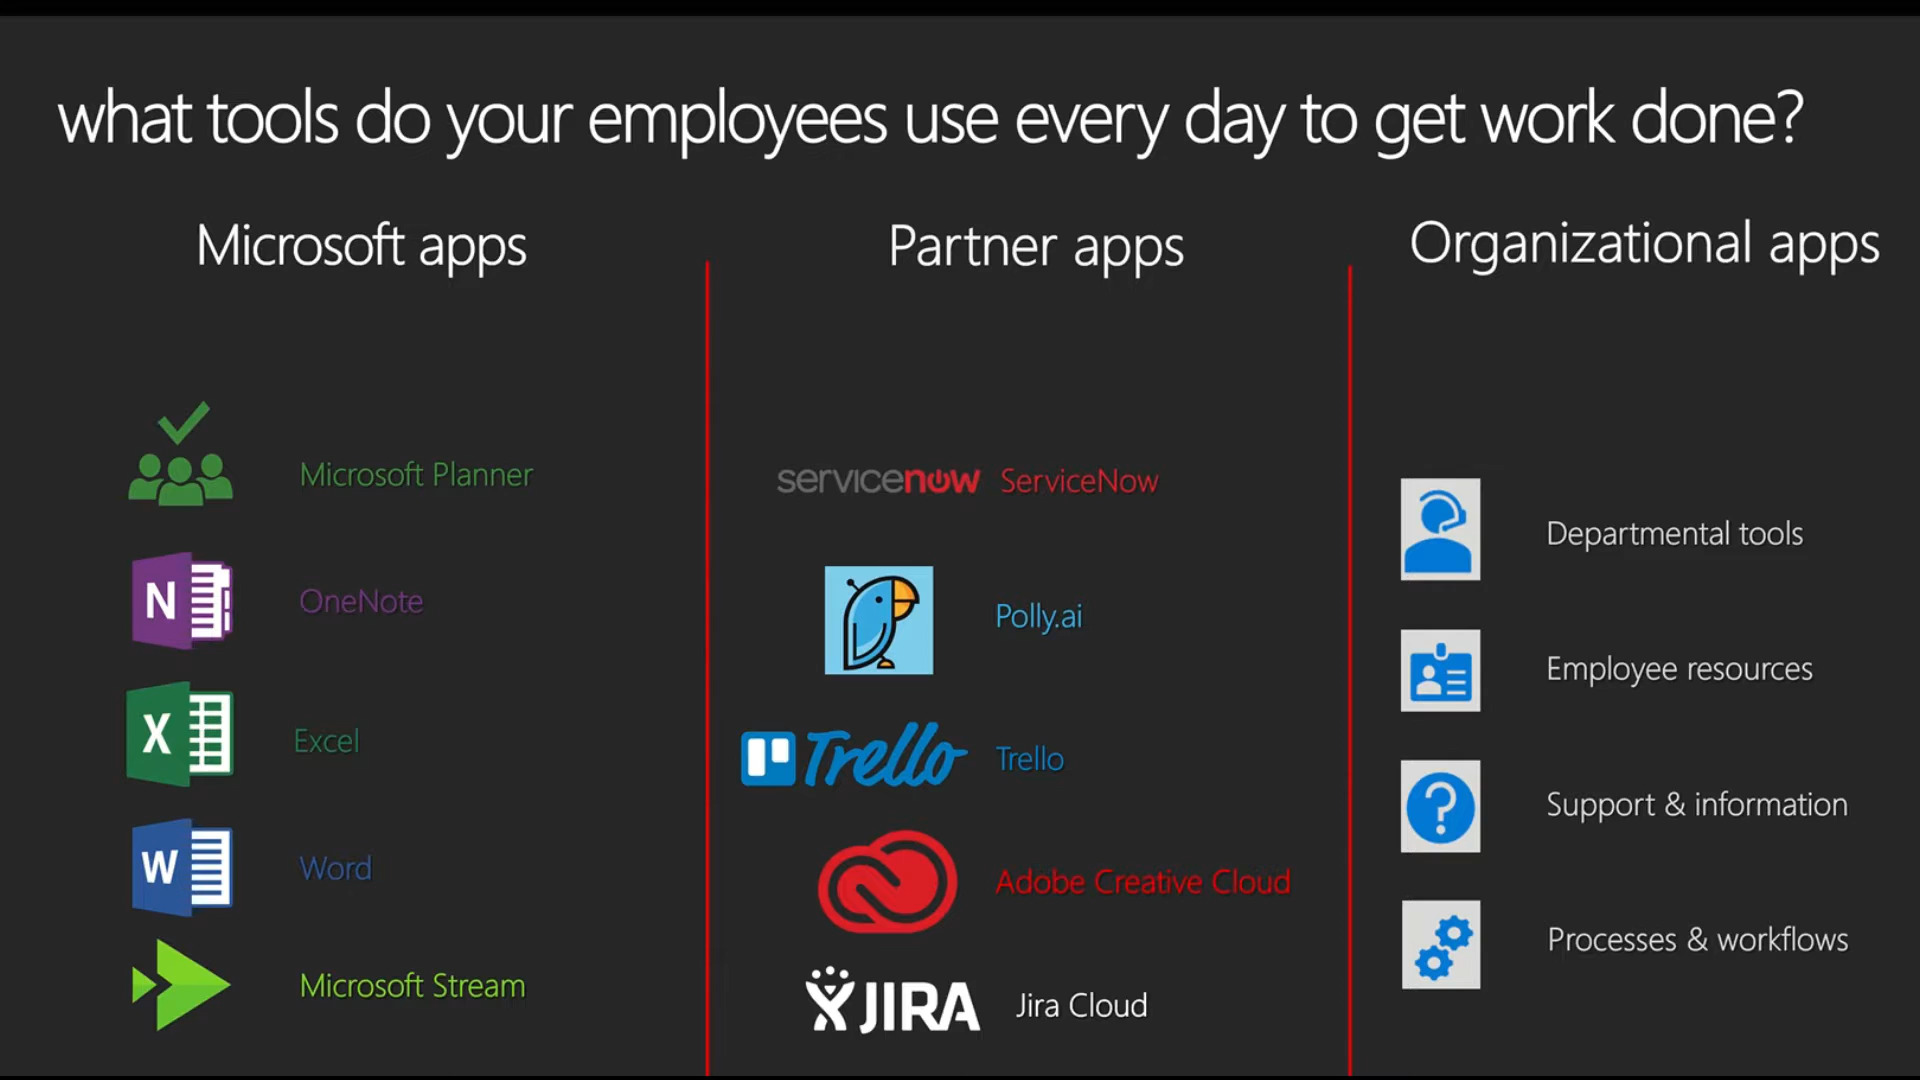 what tools do your employees use every day to get work done?
Microsoft apps
Microsoft Planner
N OneNote
X Excel
W Word
Microsoft Stream
Partner apps
servicenow ServiceNow
Polly.ai
Trello Trello
Adobe Creative Cloud
JIRA Jira Cloud
Organizational apps
Departmental tools
Employee resources
? Support & information
Processes & workflows